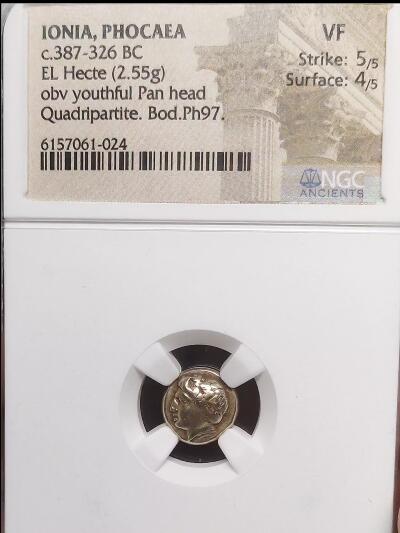 IONIA, PHOCAEA
c.387-326 BC
EL Hecte (2.55g)
obv youthful Pan head
Quadripartite. Bod.Ph97.
6157061-024
VF
Strike: 5/5
Surface: 4/5
NGC
ANCIENTS